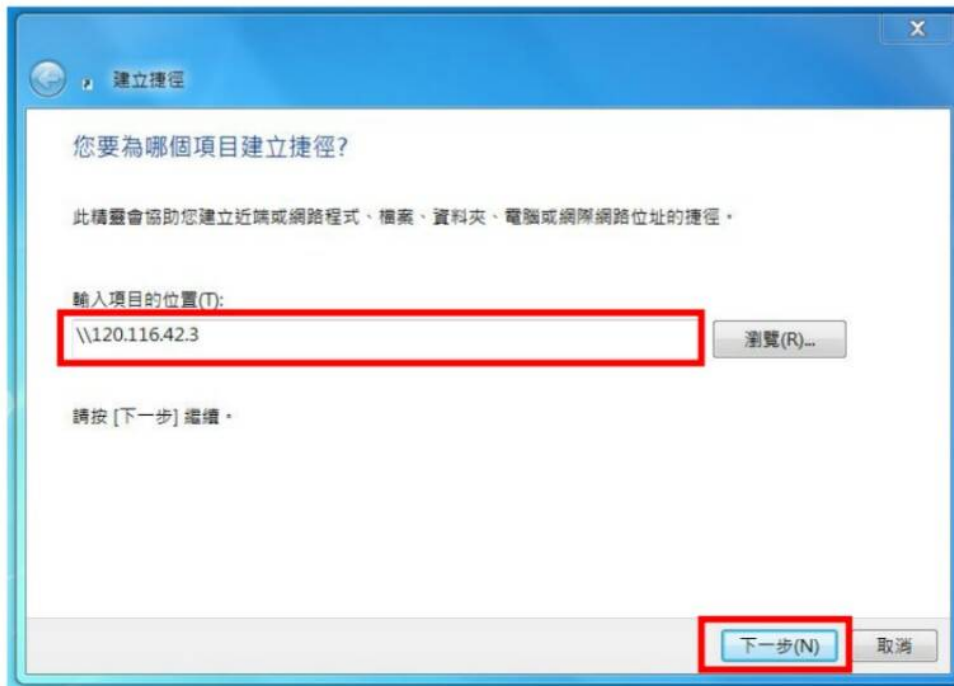 建立捷徑
您要為哪個項目建立捷徑?
此精靈會協助您建立近端或網路程式、檔案、資料夾、電腦或網際網路位址的捷徑。
輸入項目的位置(T):
\\120.116.42.3
瀏覽(R)...
請按 [下一步] 繼續。
下一步(N)
取消